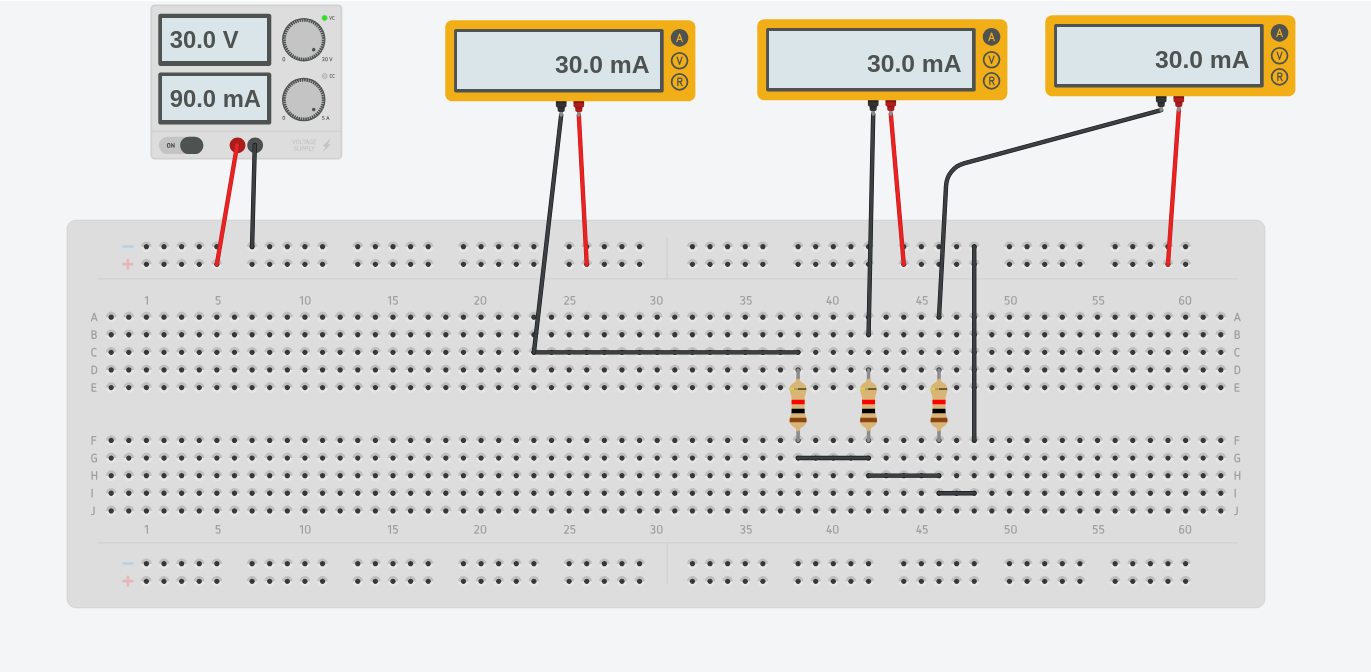 30.0 V
VC
0 30 V
90.0 mA
CC
0 5 A
ON
VOLTAGE
SUPPLY
30.0 mA
A
V
R
30.0 mA
A
V
R
30.0 mA
A
V
R
−
+
1 5 10 15 20 25 30 35 40 45 50 55 60
A A
B B
C C
D D
E E
F F
G G
H H
I I
J J
1 5 10 15 20 25 30 35 40 45 50 55 60
−
+